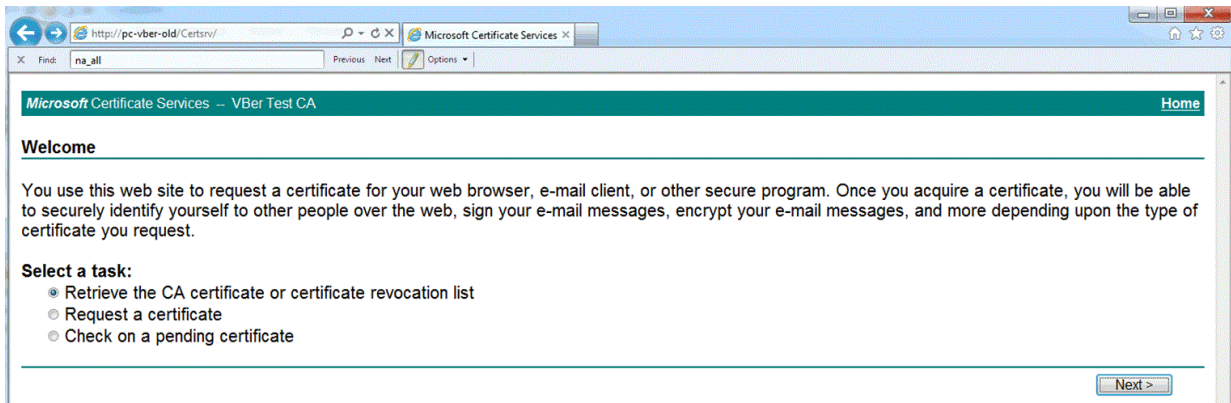 http://pc-vber-old/Certsrv/
Microsoft Certificate Services
X Find: na_all Previous Next Options
Microsoft Certificate Services -- VBer Test CA Home
Welcome
You use this web site to request a certificate for your web browser, e-mail client, or other secure program. Once you acquire a certificate, you will be able
to securely identify yourself to other people over the web, sign your e-mail messages, encrypt your e-mail messages, and more depending upon the type of
certificate you request.
Select a task:
Retrieve the CA certificate or certificate revocation list
Request a certificate
Check on a pending certificate
Next >